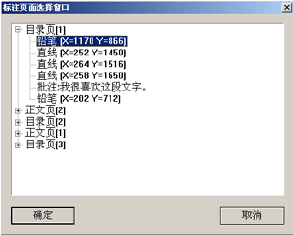 标注页面选择窗口
目录页[1]
铅笔 (X=1170 Y=866)
直线 (X=252 Y=1450)
直线 (X=264 Y=1516)
直线 (X=258 Y=1650)
批注:我很喜欢这段文字。
铅笔 (X=202 Y=712)
正文页[2]
目录页[2]
正文页[1]
目录页[3]
确定
取消